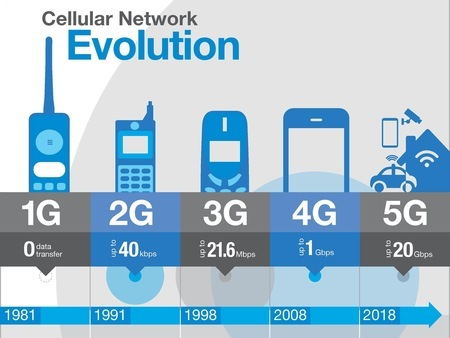 Cellular Network
Evolution
1G 2G 3G 4G 5G
0 data transfer up to 40 kbps up to 21.6 Mbps up to 1 Gbps up to 20 Gbps
1981 1991 1998 2008 2018